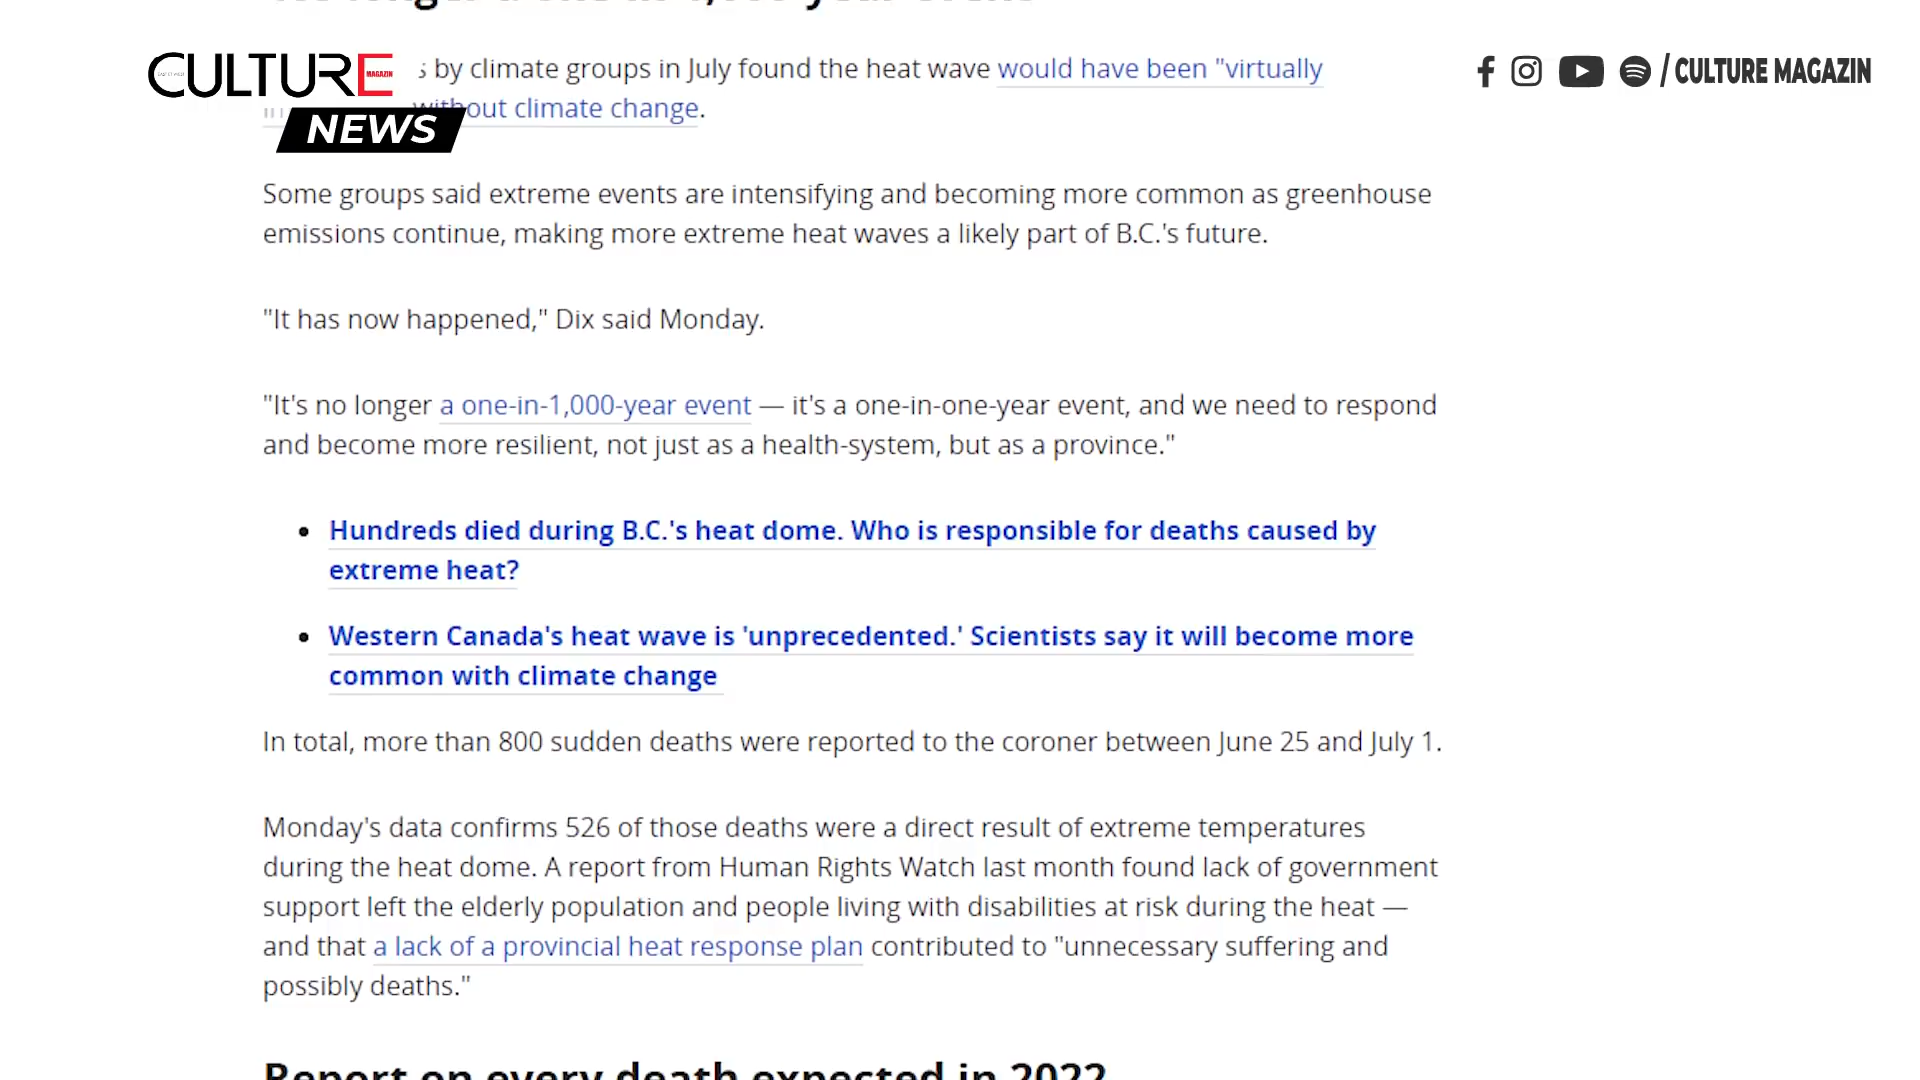 CULTURE
EAST ET WEST
MAGAZIN
NEWS
/ CULTURE MAGAZIN
by climate groups in July found the heat wave would have been "virtually
without climate change.
Some groups said extreme events are intensifying and becoming more common as greenhouse
emissions continue, making more extreme heat waves a likely part of B.C.'s future.
"It has now happened," Dix said Monday.
"It's no longer a one-in-1,000-year event — it's a one-in-one-year event, and we need to respond
and become more resilient, not just as a health-system, but as a province."
• Hundreds died during B.C.'s heat dome. Who is responsible for deaths caused by
extreme heat?
• Western Canada's heat wave is 'unprecedented.' Scientists say it will become more
common with climate change
In total, more than 800 sudden deaths were reported to the coroner between June 25 and July 1.
Monday's data confirms 526 of those deaths were a direct result of extreme temperatures
during the heat dome. A report from Human Rights Watch last month found lack of government
support left the elderly population and people living with disabilities at risk during the heat —
and that a lack of a provincial heat response plan contributed to "unnecessary suffering and
possibly deaths."
Report on every death expected in 2022